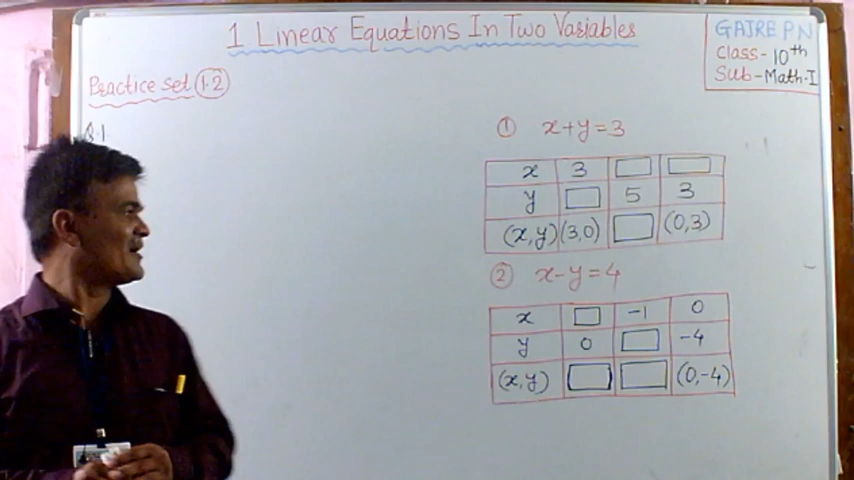 1 Linear Equations In Two Variables
GAJRE P N
Class - 10th
Sub - Math-I
Practice Set 1.2
Q.1
① x+y=3
x 3 □ □
y □ 5 3
(x,y) (3,0) □ (0,3)
② x-y=4
x □ -1 0
y 0 □ -4
(x,y) □ □ (0,-4)